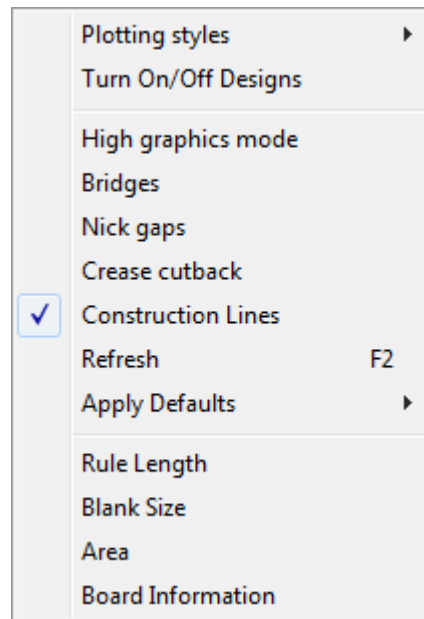 Plotting styles
Turn On/Off Designs
High graphics mode
Bridges
Nick gaps
Crease cutback
Construction Lines
Refresh F2
Apply Defaults
Rule Length
Blank Size
Area
Board Information